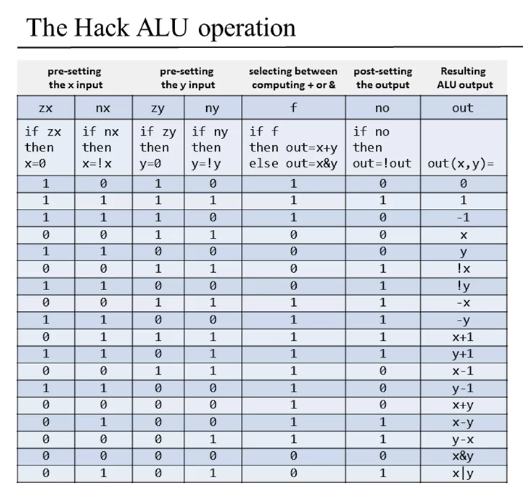 The Hack ALU operation
pre-setting pre-setting selecting between post-setting Resulting
the x input the y input computing + or & the output ALU output
zx nx zy ny f no out
if zx if nx if zy if ny if f if no
then then then then then out=x+y then
x=0 x=!x y=0 y=!y else out=x&y out=!out out(x,y)=
1 0 1 0 1 0 0
1 1 1 1 1 1 1
1 1 1 0 1 0 -1
0 0 1 1 0 0 x
1 1 0 0 0 0 y
0 0 1 1 0 1 !x
1 1 0 0 0 1 !y
0 0 1 1 1 1 -x
1 1 0 0 1 1 -y
0 1 1 1 1 1 x+1
1 1 0 1 1 1 y+1
0 0 1 1 1 0 x-1
1 1 0 0 1 0 y-1
0 0 0 0 1 0 x+y
0 1 0 0 1 1 x-y
0 0 0 1 1 1 y-x
0 0 0 0 0 0 x&y
0 1 0 1 0 1 x|y